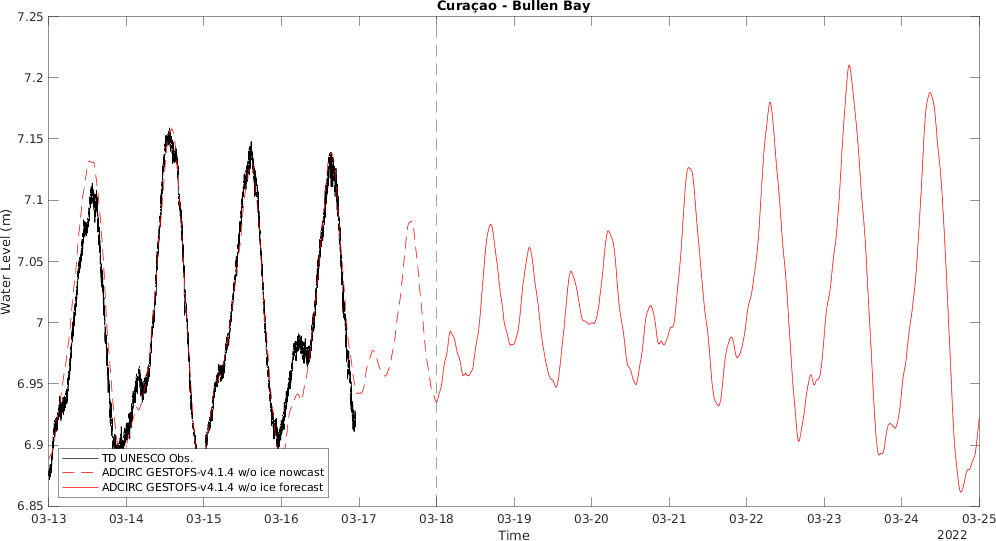 Curaçao - Bullen Bay
7.25
7.2
7.15
7.1
7.05
7
6.95
6.9
6.85
Water Level (m)
TD UNESCO Obs.
ADCIRC GESTOFS-v4.1.4 w/o ice nowcast
ADCIRC GESTOFS-v4.1.4 w/o ice forecast
03-13 03-14 03-15 03-16 03-17 03-18 03-19 03-20 03-21 03-22 03-23 03-24 03-25
Time
2022